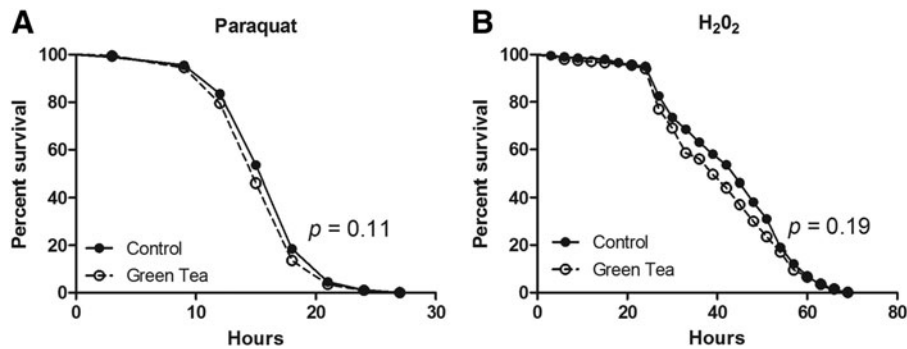 A
Paraquat
Percent survival
100
80
60
40
20
0
p = 0.11
Control
Green Tea
0 10 20 30
Hours
B
H₂0₂
Percent survival
100
80
60
40
20
0
p = 0.19
Control
Green Tea
0 20 40 60 80
Hours